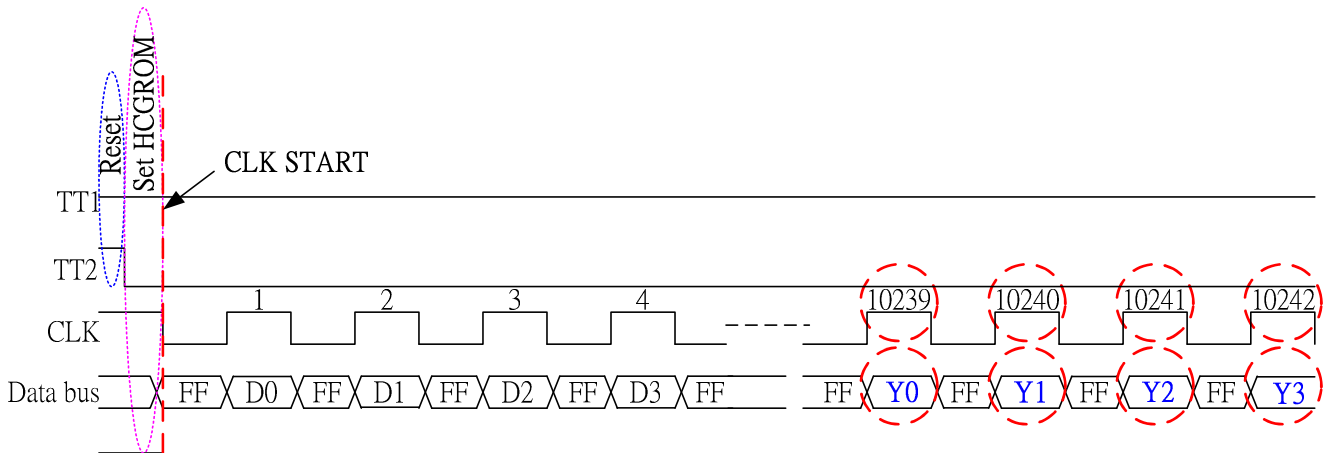 Reset
Set HCGROM
CLK START
TT1
TT2
1 2 3 4 10239 10240 10241 10242
CLK
Data bus FF D0 FF D1 FF D2 FF D3 FF FF Y0 FF Y1 FF Y2 FF Y3